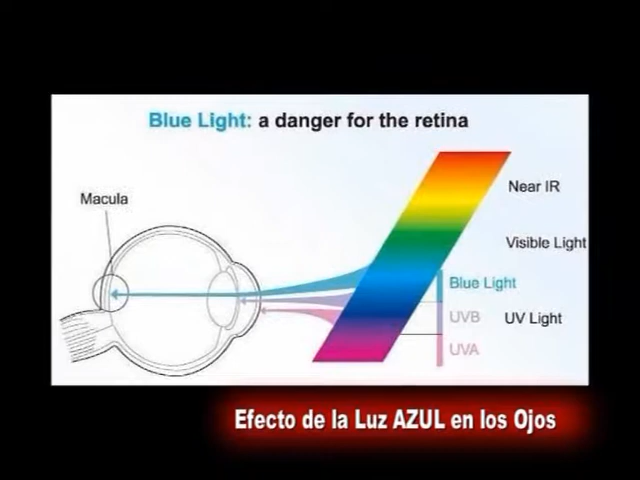 Blue Light: a danger for the retina
Macula
Near IR
Visible Light
Blue Light
UVB
UV Light
UVA
Efecto de la Luz AZUL en los Ojos